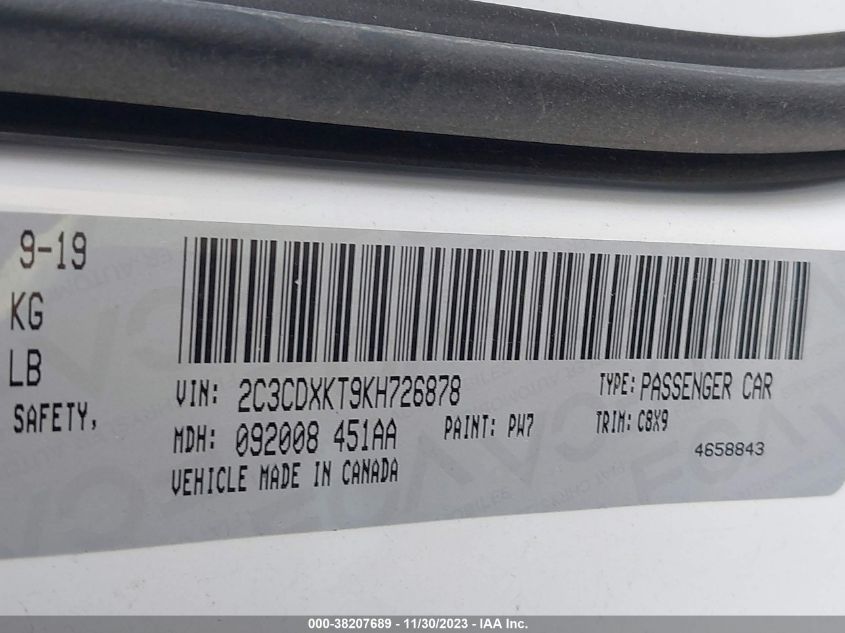 9-19
KG
LB
SAFETY,
VIN: 2C3CDXKT9KH726878
TYPE: PASSENGER CAR
MDH: 092008 451AA
PAINT: PW7
TRIM: C8X9
4658843
VEHICLE MADE IN CANADA
000-38207689 - 11/30/2023 - IAA Inc.